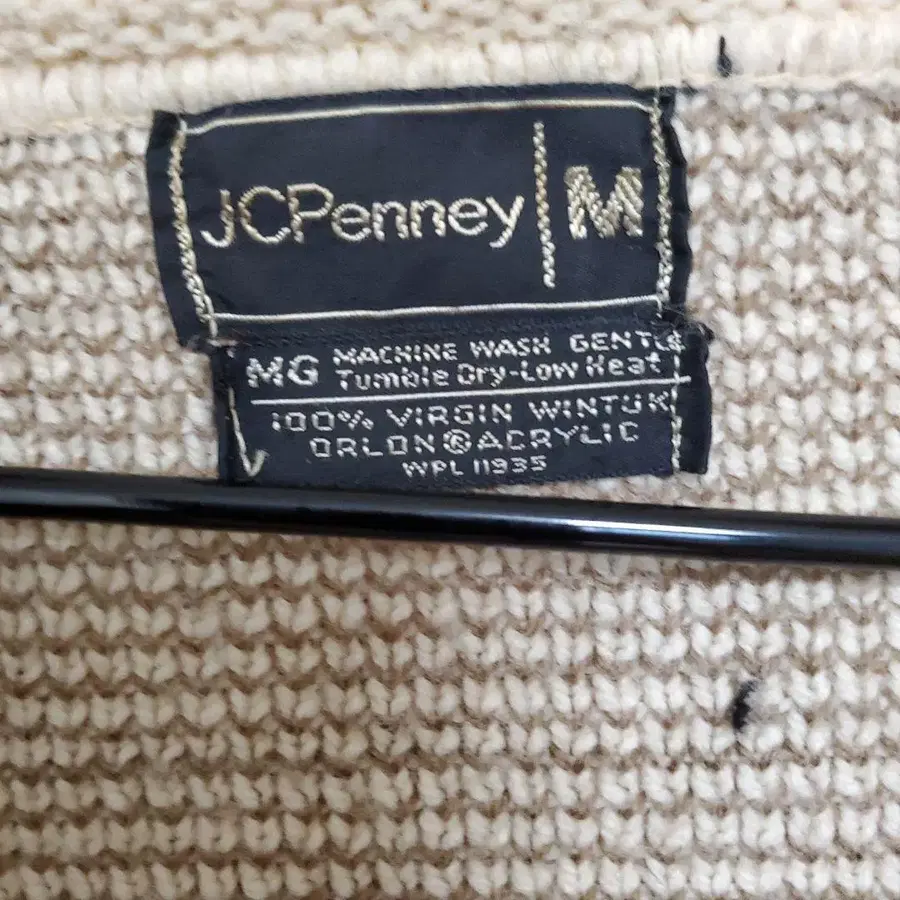 JCPenney M
MG MACHINE WASH GENTLE
Tumble Dry-Low Heat
100% VIRGIN WINTUK
ORLON® ACRYLIC
WPL 11935